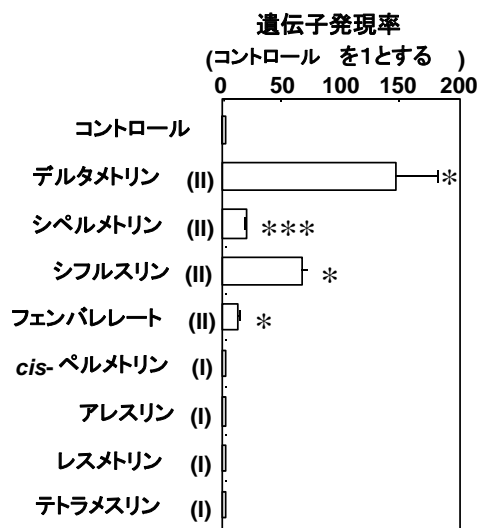 遺伝子発現率
(コントロール を1とする )
0 50 100 150 200
コントロール
デルタメトリン (II) *
シペルメトリン (II) ***
シフルスリン (II) *
フェンバレレート (II) *
cis-ペルメトリン (I)
アレスリン (I)
レスメトリン (I)
テトラメスリン (I)